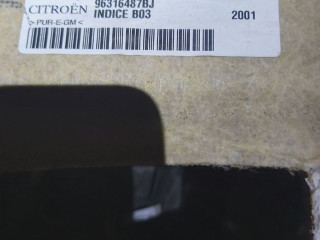 CITROËN 96316487BJ
> PUR-E-GM < INDICE B03 2001